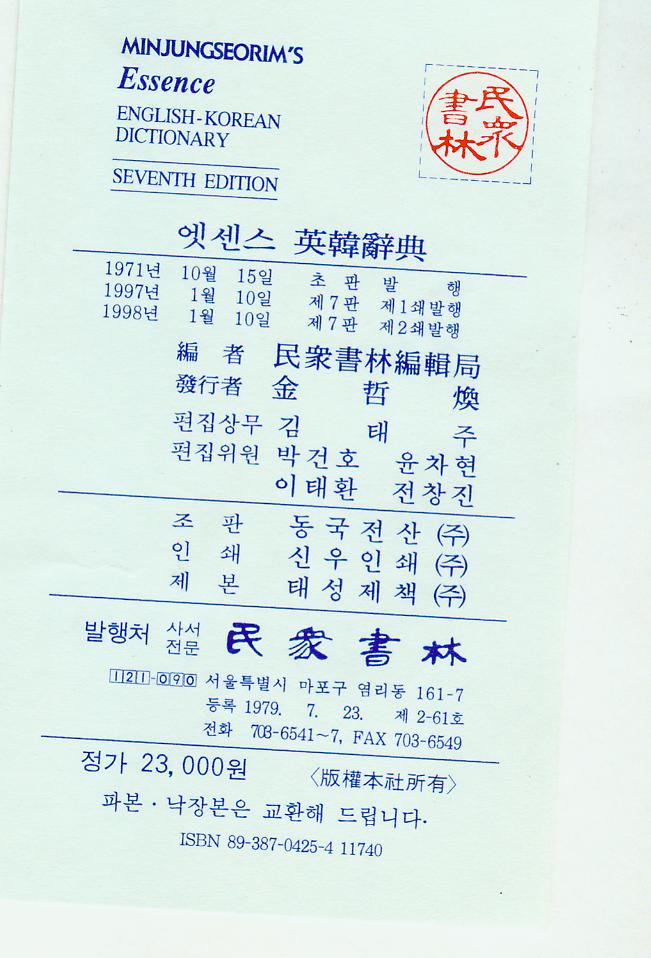 MINJUNGSEORIM'S
Essence
ENGLISH-KOREAN
DICTIONARY
SEVENTH EDITION
民衆書林
엣센스 英韓辭典
1971년 10월 15일 초판발행
1997년 1월 10일 제7판 제1쇄발행
1998년 1월 10일 제7판 제2쇄발행
編者 民衆書林編輯局
發行者 金哲煥
편집상무 김태주
편집위원 박건호 윤차현
이태환 전창진
조판 동국전산 (주)
인쇄 신우인쇄 (주)
제본 태성제책 (주)
발행처 사서전문 民衆書林
121-090 서울특별시 마포구 염리동 161-7
등록 1979. 7. 23. 제 2-61호
전화 703-6541~7, FAX 703-6549
정가 23,000원 〈版權本社所有〉
파본·낙장본은 교환해 드립니다.
ISBN 89-387-0425-4 11740